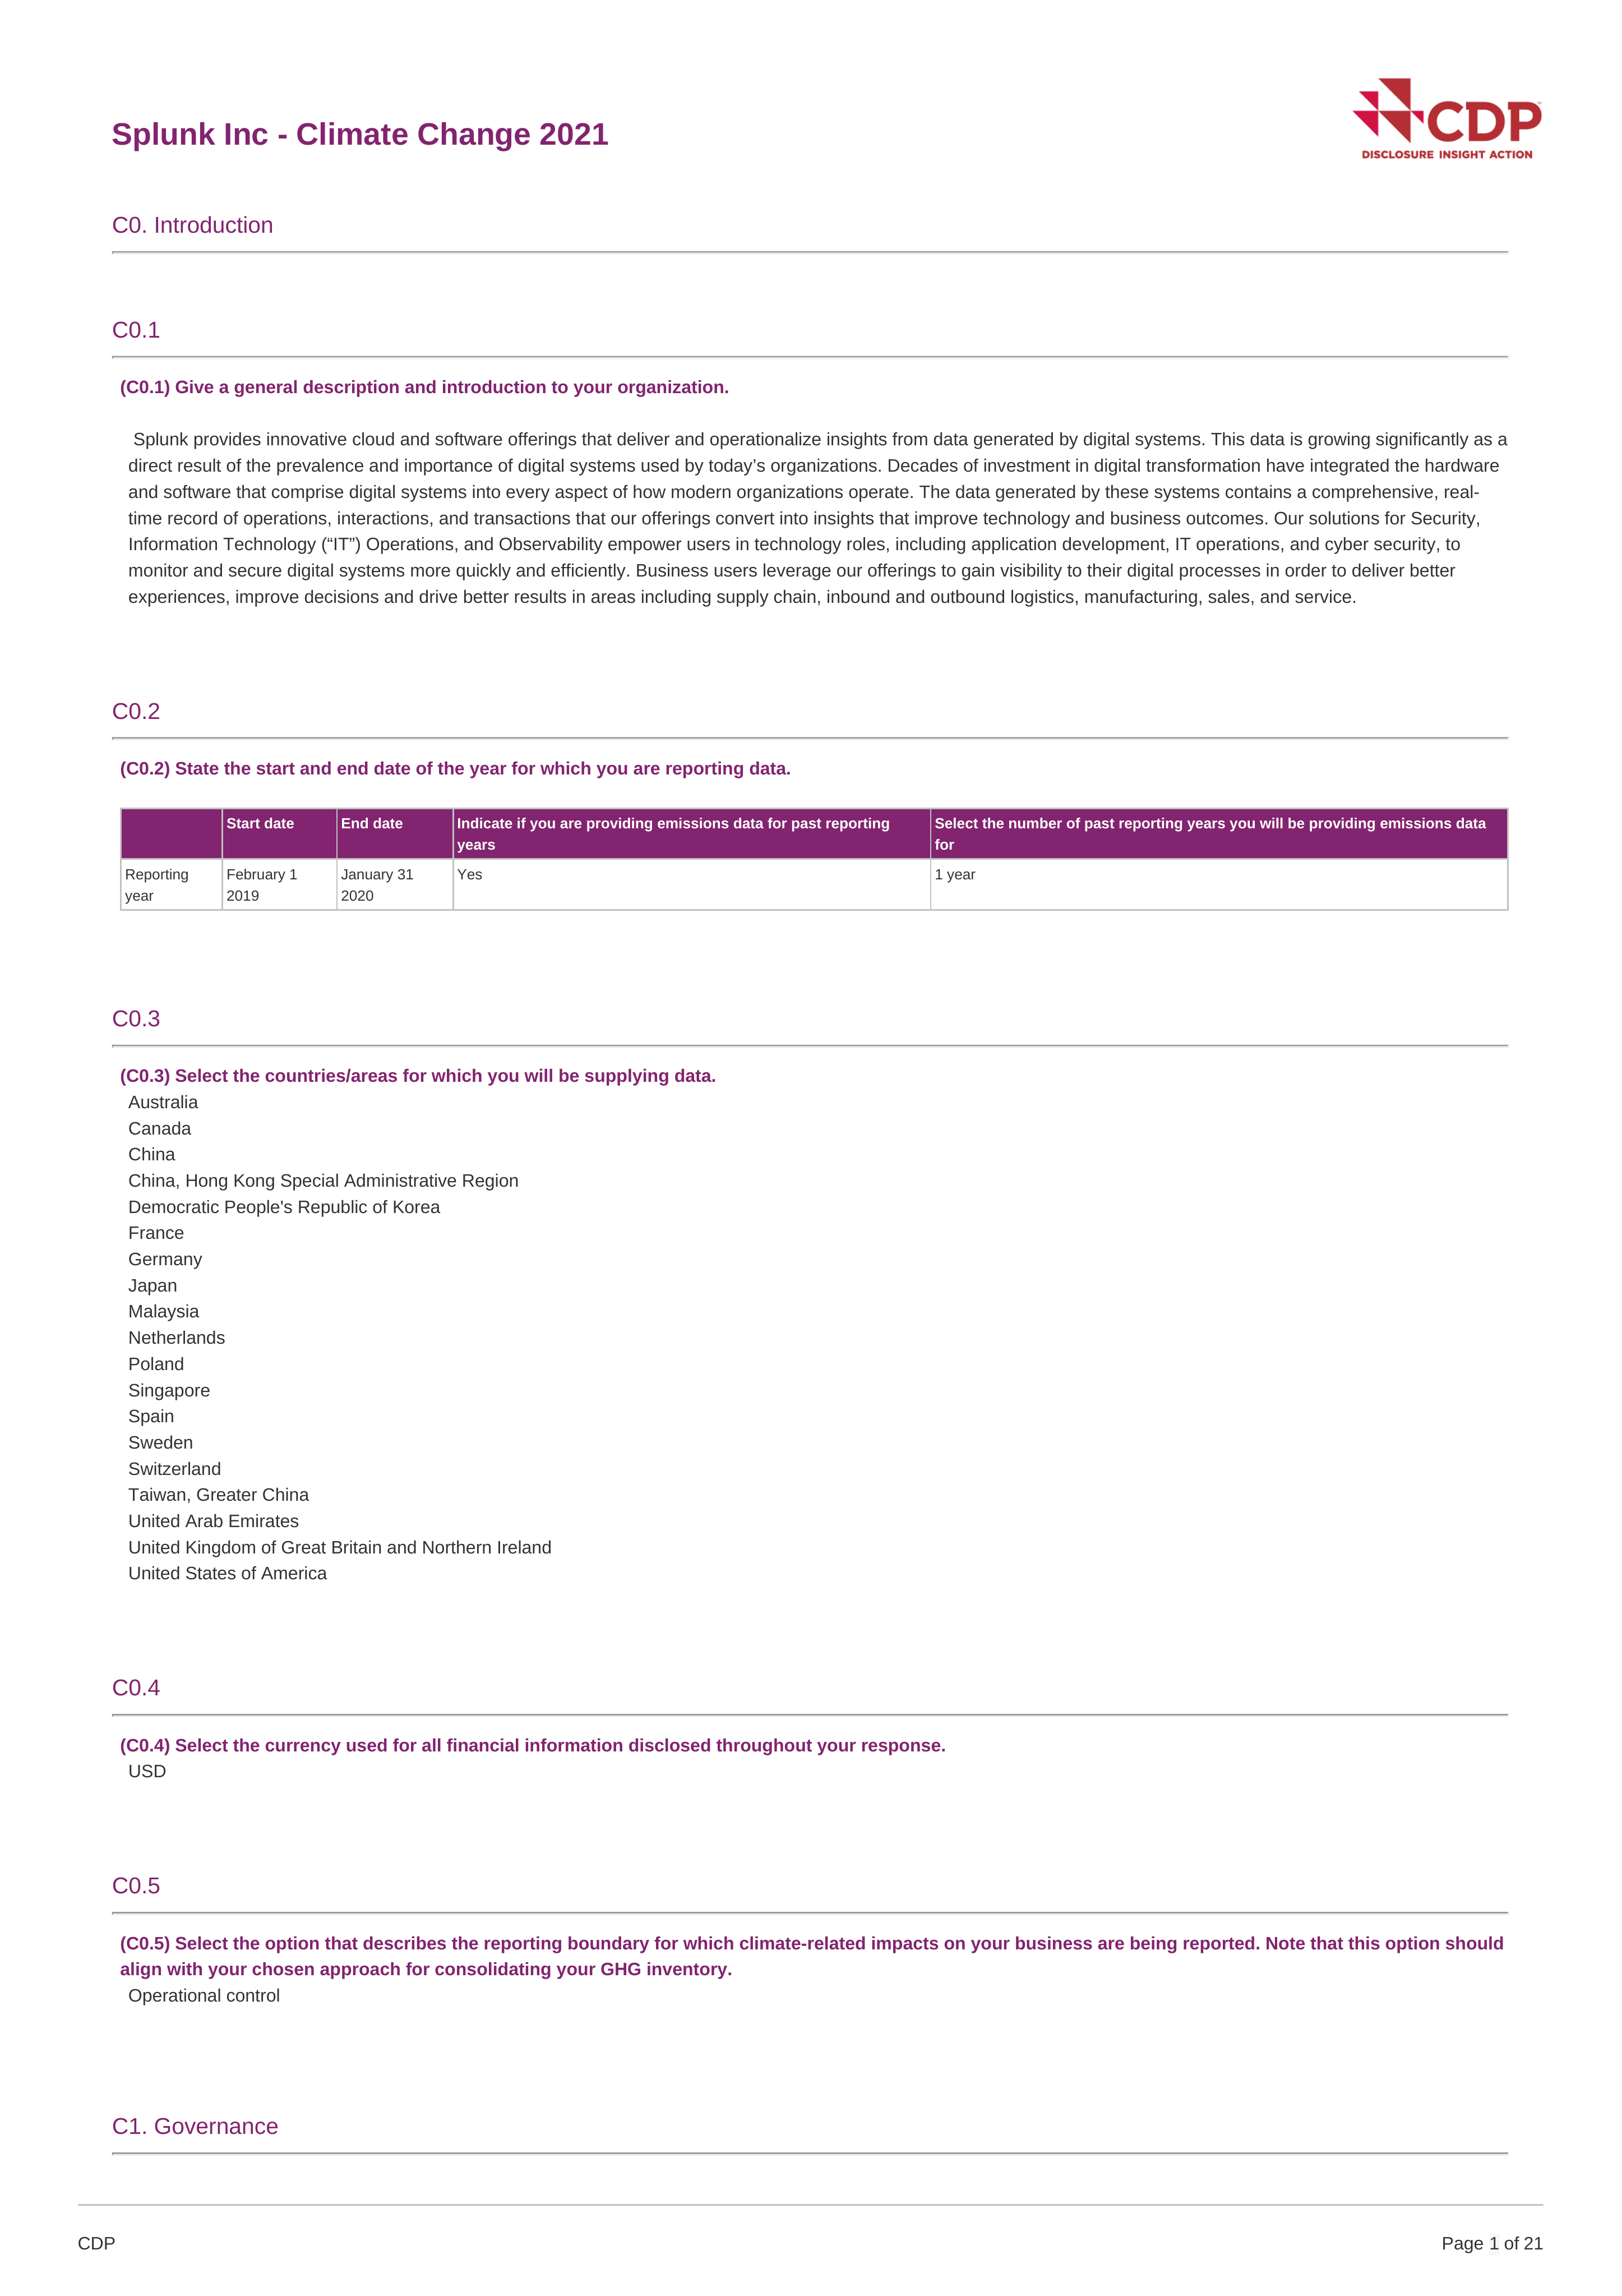 Splunk Inc - Climate Change 2021
CDP
DISCLOSURE INSIGHT ACTION
C0. Introduction
C0.1
(C0.1) Give a general description and introduction to your organization.
Splunk provides innovative cloud and software offerings that deliver and operationalize insights from data generated by digital systems. This data is growing significantly as a
direct result of the prevalence and importance of digital systems used by today’s organizations. Decades of investment in digital transformation have integrated the hardware
and software that comprise digital systems into every aspect of how modern organizations operate. The data generated by these systems contains a comprehensive, real-
time record of operations, interactions, and transactions that our offerings convert into insights that improve technology and business outcomes. Our solutions for Security,
Information Technology (“IT”) Operations, and Observability empower users in technology roles, including application development, IT operations, and cyber security, to
monitor and secure digital systems more quickly and efficiently. Business users leverage our offerings to gain visibility to their digital processes in order to deliver better
experiences, improve decisions and drive better results in areas including supply chain, inbound and outbound logistics, manufacturing, sales, and service.
C0.2
(C0.2) State the start and end date of the year for which you are reporting data.
Start date End date Indicate if you are providing emissions data for past reporting Select the number of past reporting years you will be providing emissions data
years for
Reporting February 1 January 31 Yes 1 year
year 2019 2020
C0.3
(C0.3) Select the countries/areas for which you will be supplying data.
Australia
Canada
China
China, Hong Kong Special Administrative Region
Democratic People's Republic of Korea
France
Germany
Japan
Malaysia
Netherlands
Poland
Singapore
Spain
Sweden
Switzerland
Taiwan, Greater China
United Arab Emirates
United Kingdom of Great Britain and Northern Ireland
United States of America
C0.4
(C0.4) Select the currency used for all financial information disclosed throughout your response.
USD
C0.5
(C0.5) Select the option that describes the reporting boundary for which climate-related impacts on your business are being reported. Note that this option should
align with your chosen approach for consolidating your GHG inventory.
Operational control
C1. Governance
CDP Page 1 of 21